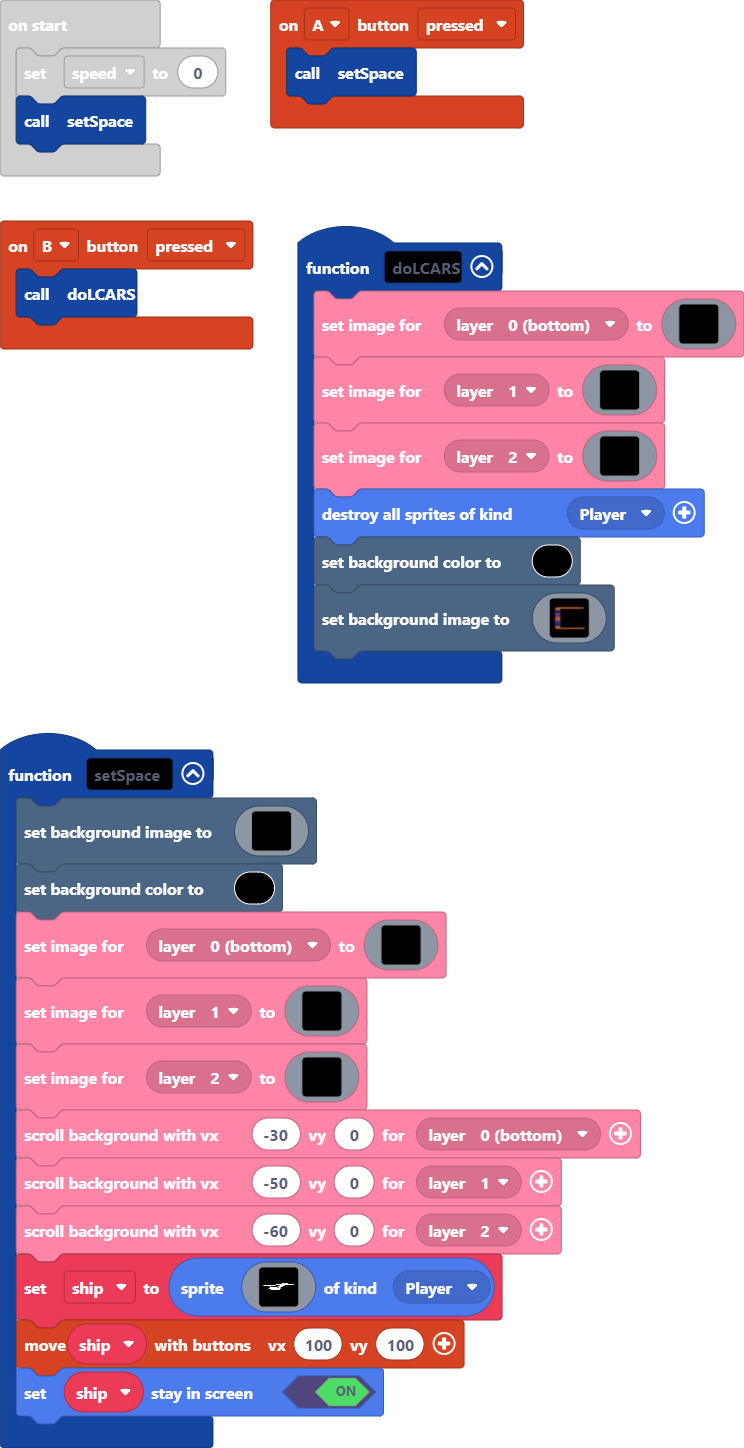 on start
set speed to 0
call setSpace
on A button pressed
call setSpace
on B button pressed
call doLCARS
function doLCARS
set image for layer 0 (bottom) to
set image for layer 1 to
set image for layer 2 to
destroy all sprites of kind Player
set background color to
set background image to
function setSpace
set background image to
set background color to
set image for layer 0 (bottom) to
set image for layer 1 to
set image for layer 2 to
scroll background with vx -30 vy 0 for layer 0 (bottom)
scroll background with vx -50 vy 0 for layer 1
scroll background with vx -60 vy 0 for layer 2
set ship to sprite of kind Player
move ship with buttons vx 100 vy 100
set ship stay in screen ON